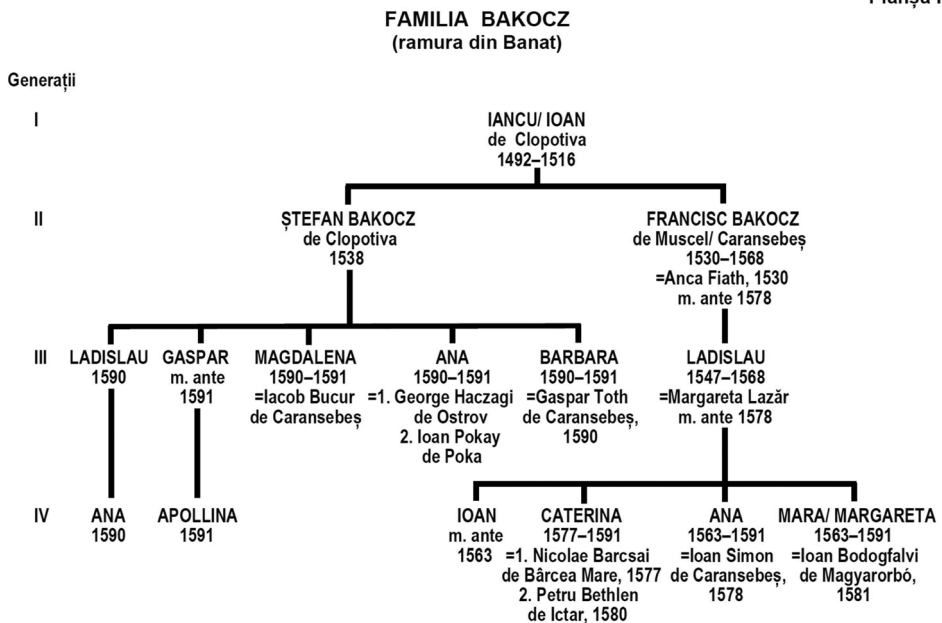 Planșa I
FAMILIA BAKOCZ
(ramura din Banat)
Generații
I
IANCU/ IOAN
de Clopotiva
1492–1516
II
ȘTEFAN BAKOCZ
de Clopotiva
1538
FRANCISC BAKOCZ
de Muscel/ Caransebeș
1530–1568
=Anca Fiath, 1530
m. ante 1578
III
LADISLAU
1590
GASPAR
m. ante
1591
MAGDALENA
1590–1591
=Iacob Bucur
de Caransebeș
ANA
1590–1591
=1. George Haczagi
de Ostrov
2. Ioan Pokay
de Poka
BARBARA
1590–1591
=Gaspar Toth
de Caransebeș,
1590
LADISLAU
1547–1568
=Margareta Lazăr
m. ante 1578
IV
ANA
1590
APOLLINA
1591
IOAN
m. ante
1563
CATERINA
1577–1591
=1. Nicolae Barcsai
de Bârcea Mare, 1577
2. Petru Bethlen
de Ictar, 1580
ANA
1563–1591
=Ioan Simon
de Caransebeș,
1578
MARA/ MARGARETA
1563–1591
=Ioan Bodogfalvi
de Magyarorbó,
1581